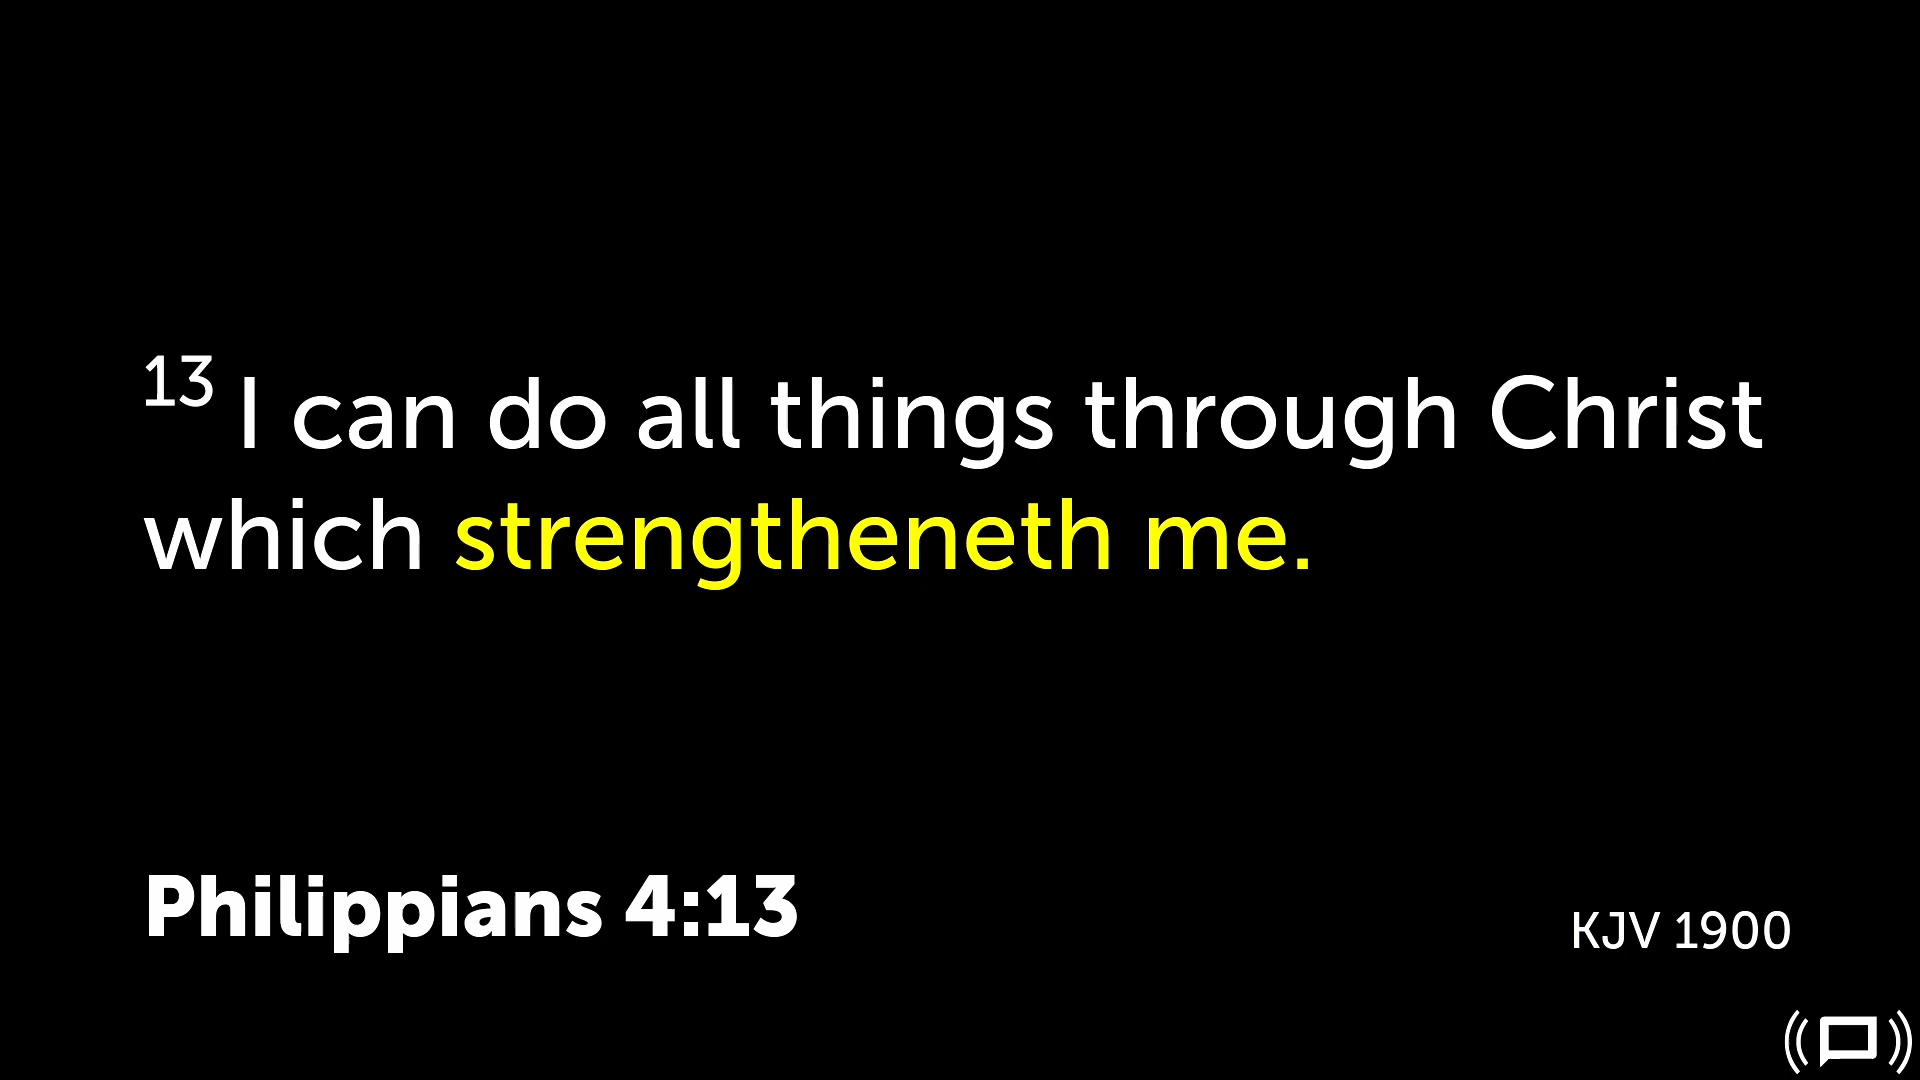 13 I can do all things through Christ
which strengtheneth me.
Philippians 4:13
KJV 1900